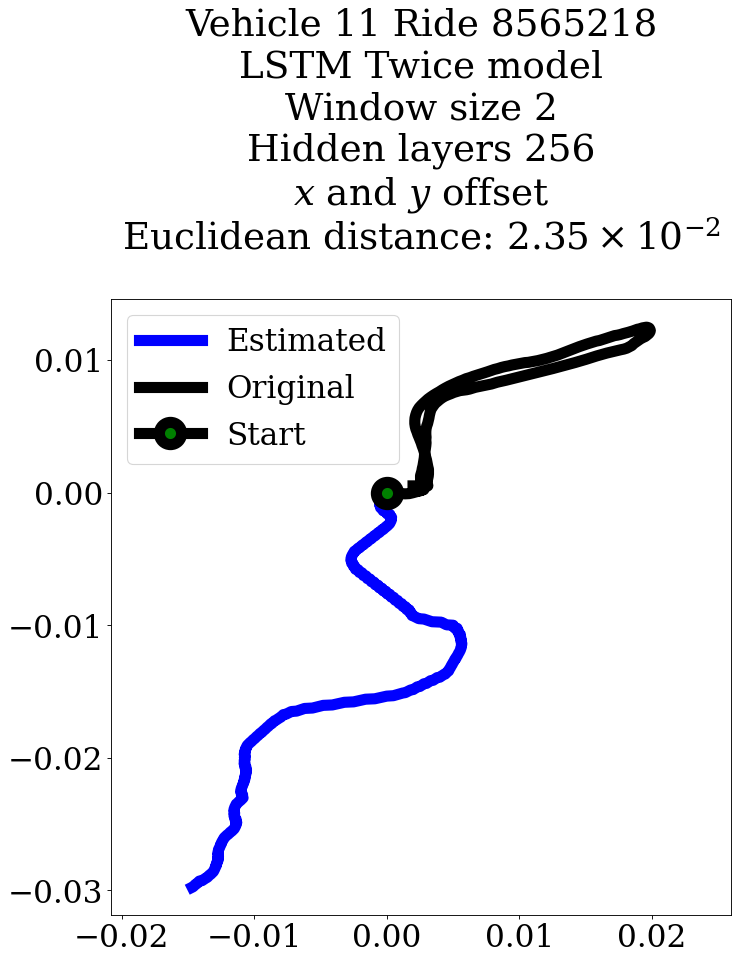 Vehicle 11 Ride 8565218
LSTM Twice model
Window size 2
Hidden layers 256
x and y offset
Euclidean distance: 2.35 × 10⁻²
Estimated
Original
Start
0.01
0.00
−0.01
−0.02
−0.03
−0.02 −0.01 0.00 0.01 0.02